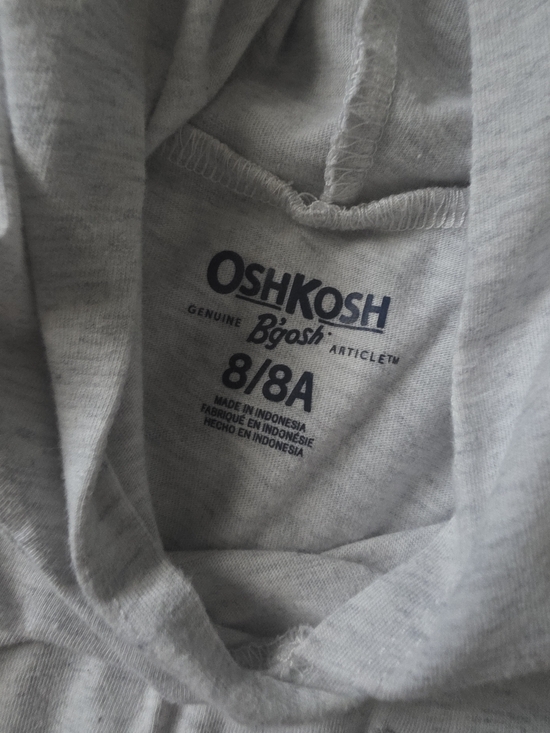 OSHKOSH
GENUINE B'gosh ARTICLE™
8/8A
MADE IN INDONESIA
FABRIQUÉ EN INDONÉSIE
HECHO EN INDONESIA